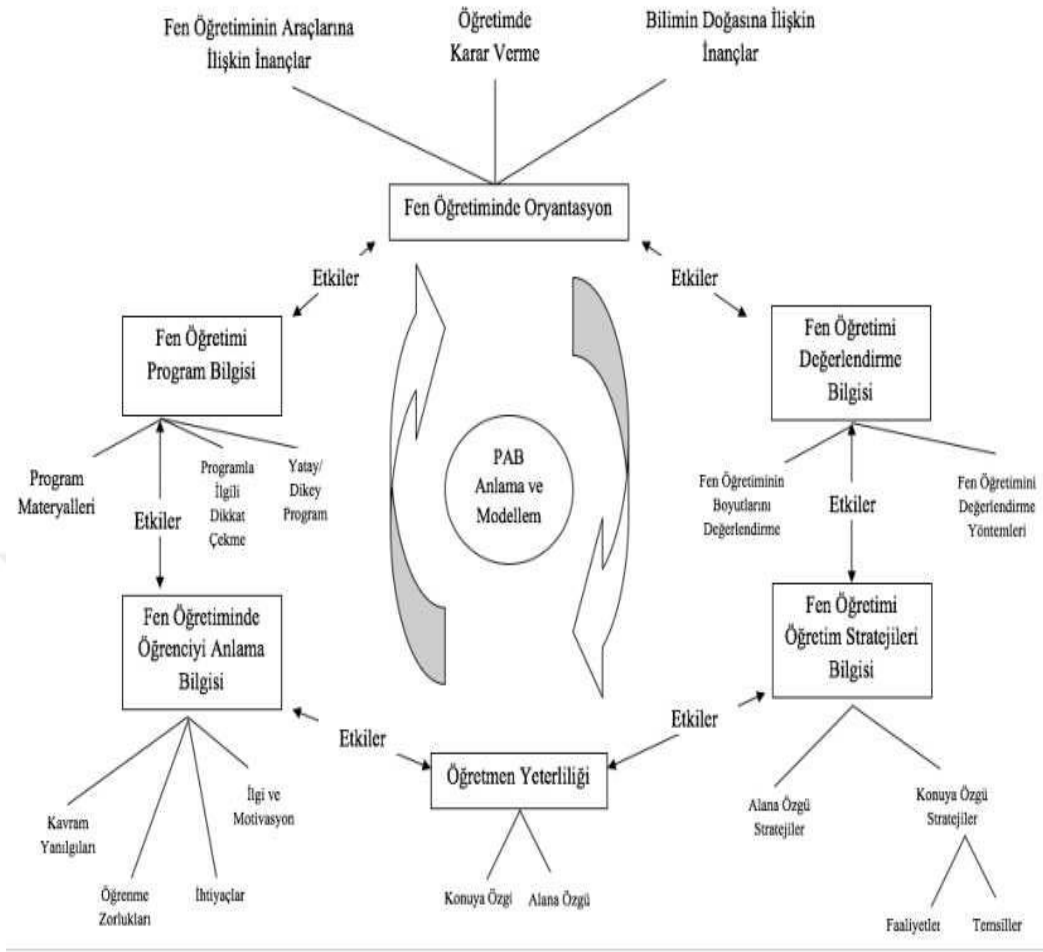 Fen Öğretiminin Araçlarına
İlişkin İnançlar
Öğretimde
Karar Verme
Bilimin Doğasına İlişkin
İnançlar
Fen Öğretiminde Oryantasyon
Etkiler
Etkiler
Fen Öğretimi
Program Bilgisi
Fen Öğretimi
Değerlendirme
Bilgisi
Program
Materyalleri
Programla
İlgili
Dikkat
Çekme
Yatay/
Dikey
Program
Etkiler
PAB
Anlama ve
Modellem
Fen Öğretiminin
Boyutlarını
Değerlendirme
Etkiler
Fen Öğretimini
Değerlendirme
Yöntemleri
Fen Öğretiminde
Öğrenciyi Anlama
Bilgisi
Fen Öğretimi
Öğretim Stratejileri
Bilgisi
Etkiler
Etkiler
Öğretmen Yeterliliği
Kavram
Yanılgıları
Öğrenme
Zorlukları
İhtiyaçlar
İlgi ve
Motivasyon
Konuya Özgi
Alana Özgü
Alana Özgü
Stratejiler
Konuya Özgü
Stratejiler
Faaliyetler
Temsiller